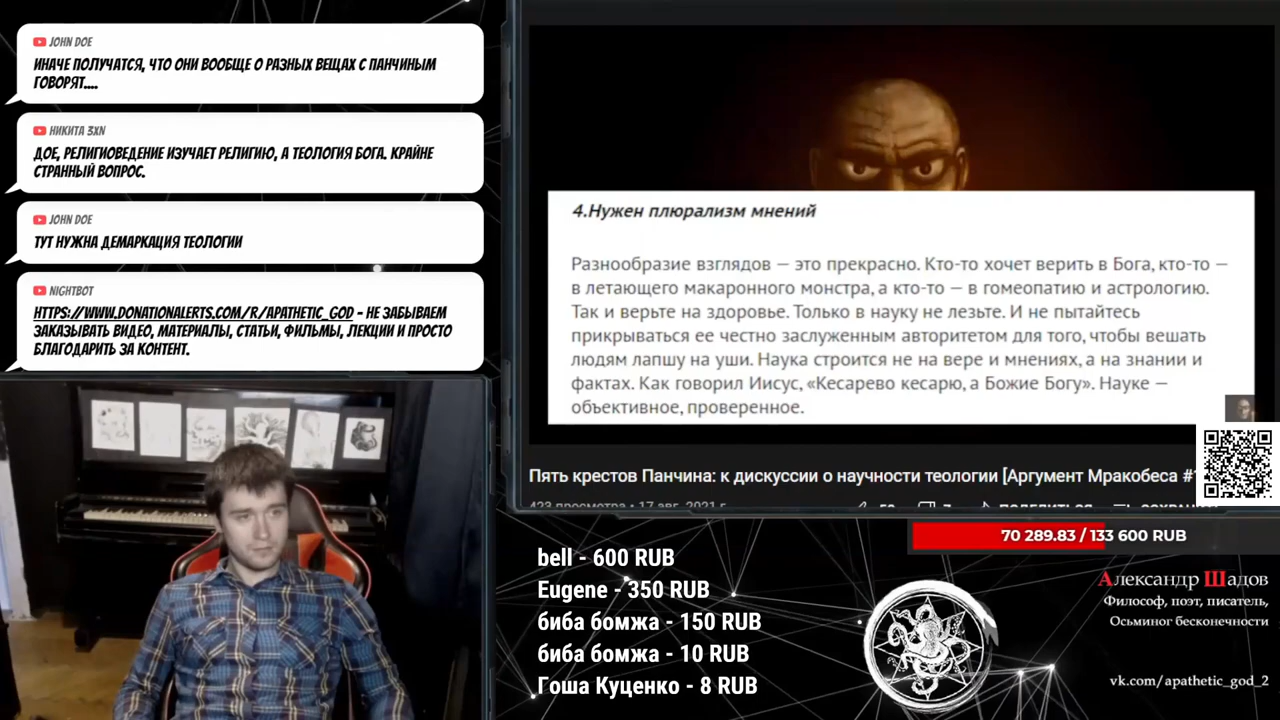 JOHN DOE
ИНАЧЕ ПОЛУЧАТСЯ, ЧТО ОНИ ВООБЩЕ О РАЗНЫХ ВЕЩАХ С ПАНЧИНЫМ
ГОВОРЯТ....
НИКИТА 3XN
ДОЕ, РЕЛИГИОВЕДЕНИЕ ИЗУЧАЕТ РЕЛИГИЮ, А ТЕОЛОГИЯ БОГА. КРАЙНЕ
СТРАННЫЙ ВОПРОС.
JOHN DOE
ТУТ НУЖНА ДЕМАРКАЦИЯ ТЕОЛОГИИ
NIGHTBOT
HTTPS://WWW.DONATIONALERTS.COM/R/APATHETIC_GOD - НЕ ЗАБЫВАЕМ
ЗАКАЗЫВАТЬ ВИДЕО, МАТЕРИАЛЫ, СТАТЬИ, ФИЛЬМЫ, ЛЕКЦИИ И ПРОСТО
БЛАГОДАРИТЬ ЗА КОНТЕНТ.
4.Нужен плюрализм мнений
Разнообразие взглядов — это прекрасно. Кто-то хочет верить в Бога, кто-то —
в летающего макаронного монстра, а кто-то — в гомеопатию и астрологию.
Так и верьте на здоровье. Только в науку не лезьте. И не пытайтесь
прикрываться ее честно заслуженным авторитетом для того, чтобы вешать
людям лапшу на уши. Наука строится не на вере и мнениях, а на знании и
фактах. Как говорил Иисус, «Кесарево кесарю, а Божие Богу». Науке —
объективное, проверенное.
Пять крестов Панчина: к дискуссии о научности теологии [Аргумент Мракобеса #
423 просмотра • 17 авг. 2021 г.
70 289.83 / 133 600 RUB
bell - 600 RUB
Eugene - 350 RUB
биба бомжа - 150 RUB
биба бомжа - 10 RUB
Гоша Куценко - 8 RUB
Александр Шадов
Философ, поэт, писатель,
Осьминог бесконечности
vk.com/apathetic_god_2